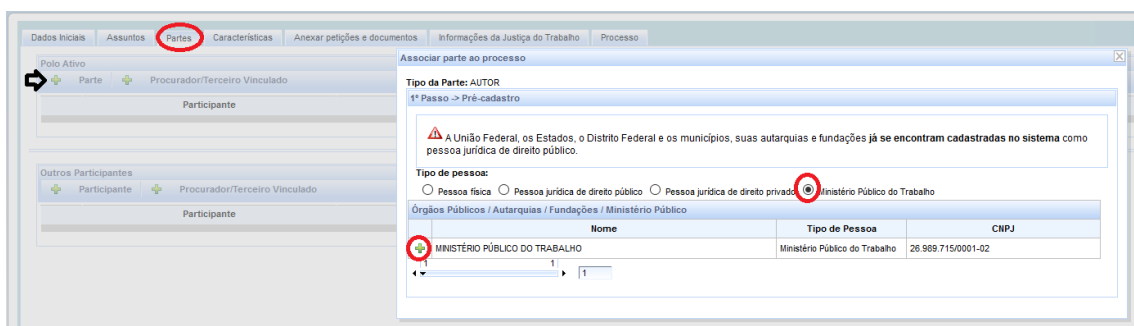 Dados Iniciais Assuntos Partes Características Anexar petições e documentos Informações da Justiça do Trabalho Processo
Polo Ativo
Parte Procurador/Terceiro Vinculado
Participante
Outros Participantes
Participante Procurador/Terceiro Vinculado
Participante
Associar parte ao processo X
Tipo da Parte: AUTOR
1º Passo -> Pré-cadastro
A União Federal, os Estados, o Distrito Federal e os municípios, suas autarquias e fundações já se encontram cadastradas no sistema como
pessoa jurídica de direito público.
Tipo de pessoa:
Pessoa física Pessoa jurídica de direito público Pessoa jurídica de direito privado Ministério Público do Trabalho
Órgãos Públicos / Autarquias / Fundações / Ministério Público
Nome Tipo de Pessoa CNPJ
MINISTÉRIO PÚBLICO DO TRABALHO Ministério Público do Trabalho 26.989.715/0001-02
1 1
1